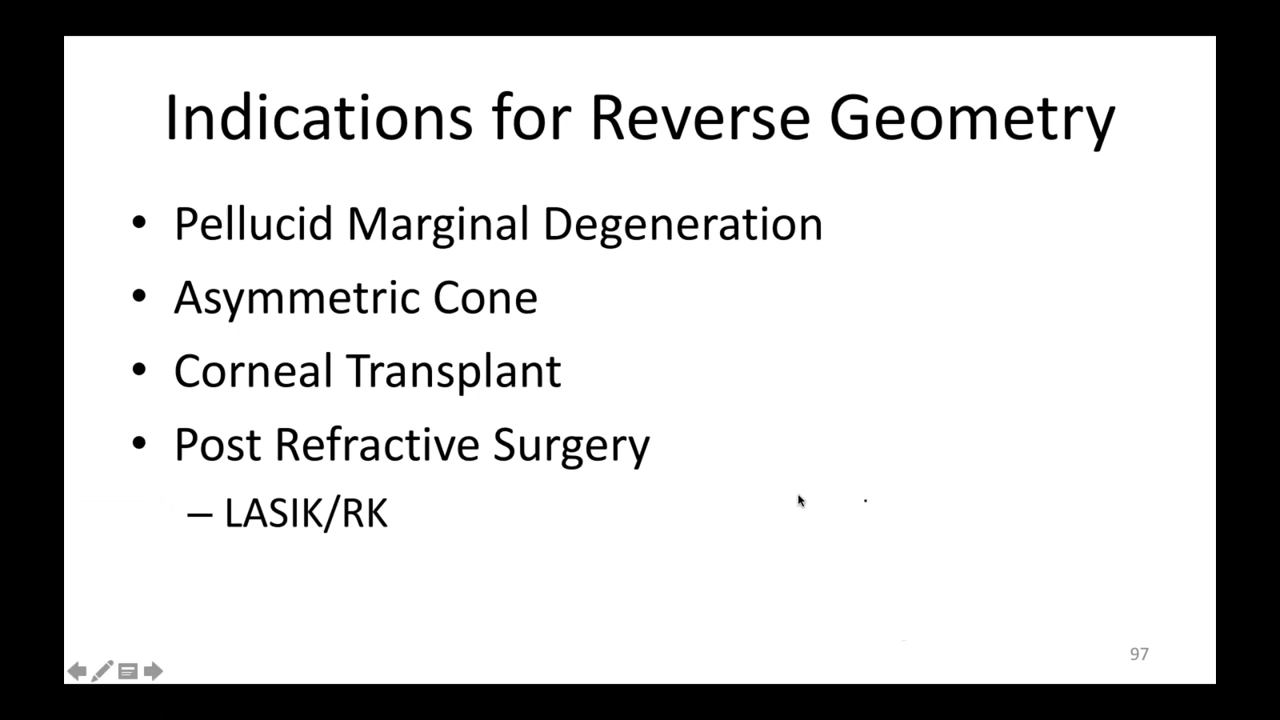 Indications for Reverse Geometry
• Pellucid Marginal Degeneration
• Asymmetric Cone
• Corneal Transplant
• Post Refractive Surgery
– LASIK/RK
97